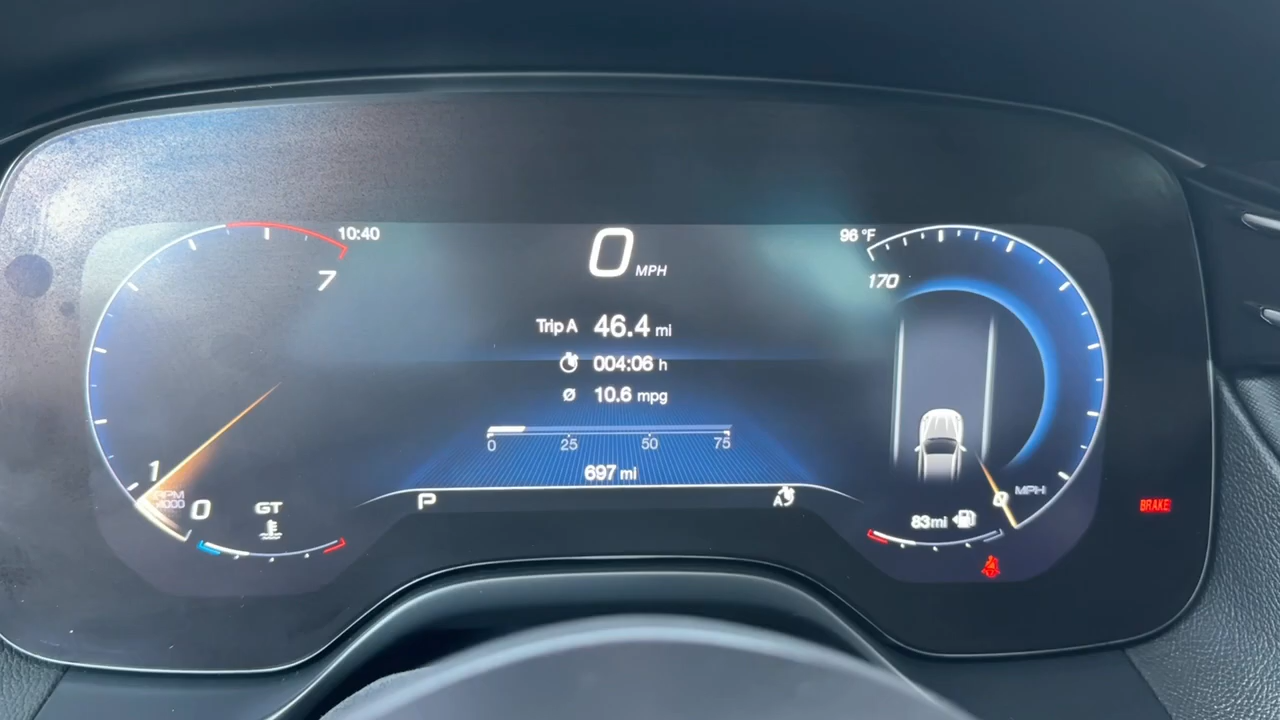 10:40
0 MPH
96 °F
7
170
Trip A 46.4 mi
004:06 h
Ø 10.6 mpg
0 25 50 75
697 mi
1
RPM
x1000
0
GT
P
A
0 MPH
83mi
BRAKE